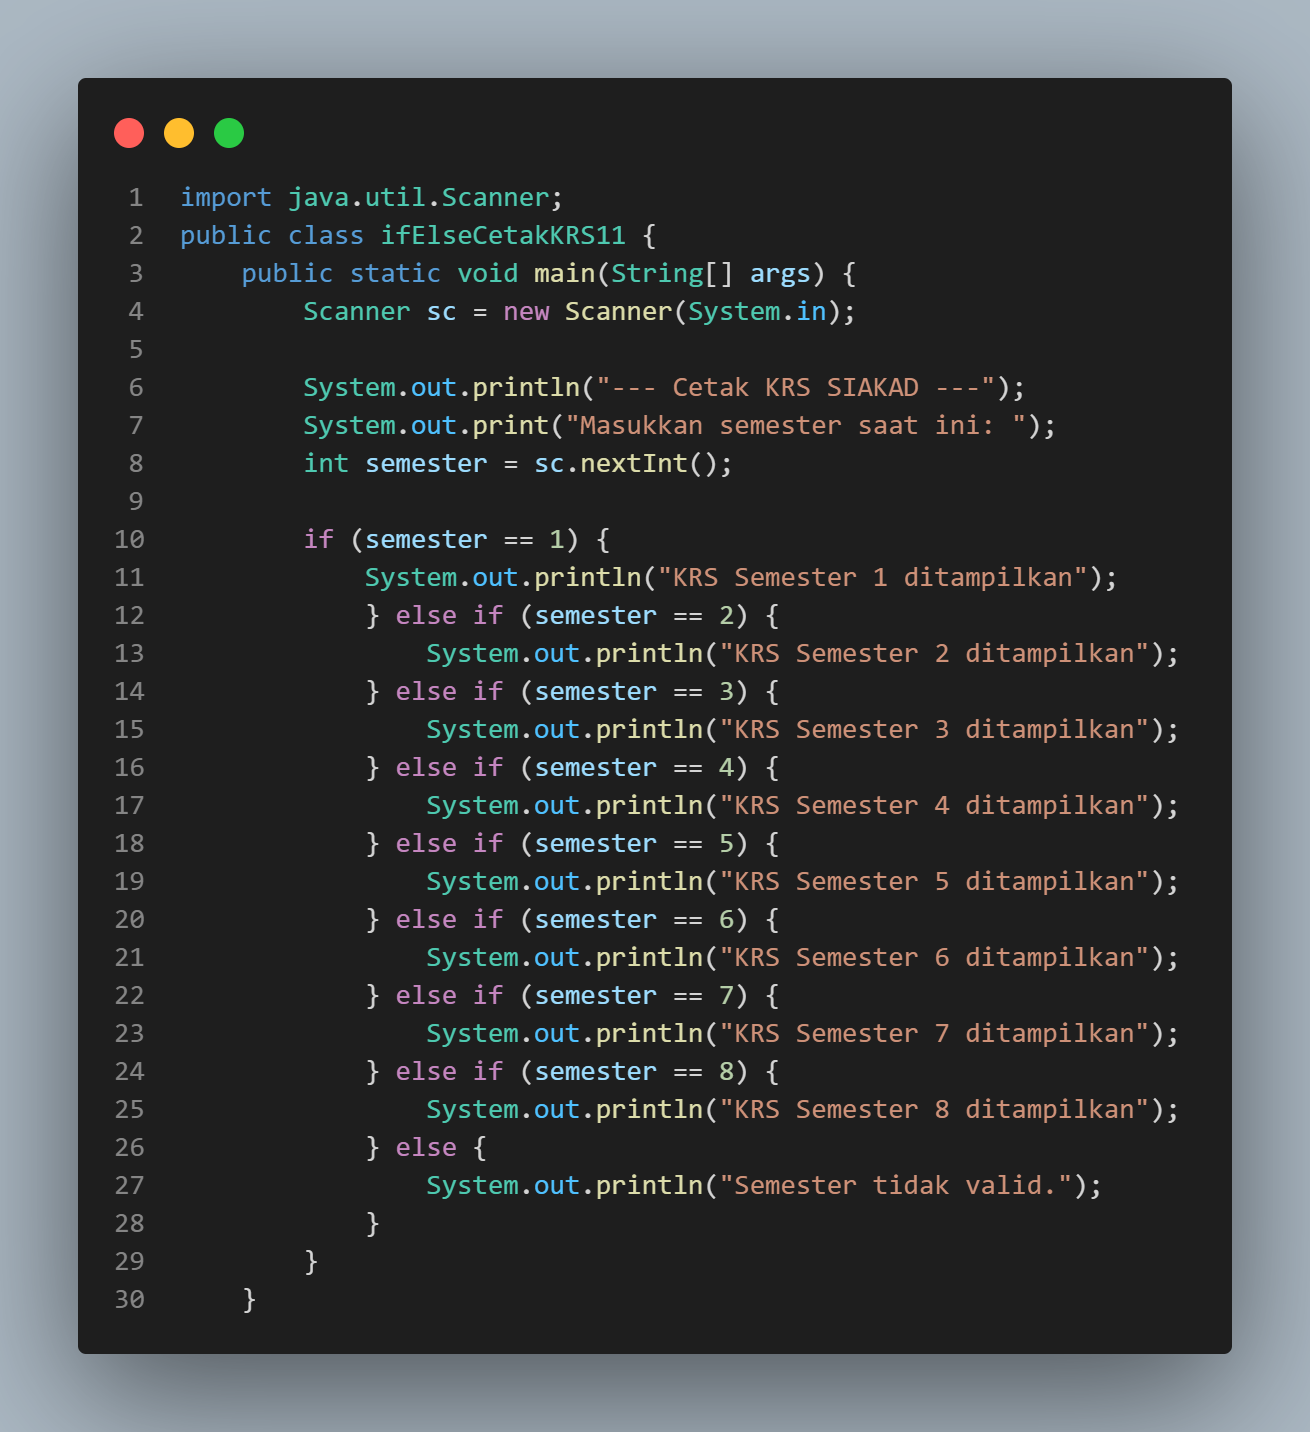 1 import java.util.Scanner;
2 public class ifElseCetakKRS11 {
3     public static void main(String[] args) {
4         Scanner sc = new Scanner(System.in);
5
6         System.out.println("--- Cetak KRS SIAKAD ---");
7         System.out.print("Masukkan semester saat ini: ");
8         int semester = sc.nextInt();
9
10         if (semester == 1) {
11             System.out.println("KRS Semester 1 ditampilkan");
12             } else if (semester == 2) {
13                 System.out.println("KRS Semester 2 ditampilkan");
14             } else if (semester == 3) {
15                 System.out.println("KRS Semester 3 ditampilkan");
16             } else if (semester == 4) {
17                 System.out.println("KRS Semester 4 ditampilkan");
18             } else if (semester == 5) {
19                 System.out.println("KRS Semester 5 ditampilkan");
20             } else if (semester == 6) {
21                 System.out.println("KRS Semester 6 ditampilkan");
22             } else if (semester == 7) {
23                 System.out.println("KRS Semester 7 ditampilkan");
24             } else if (semester == 8) {
25                 System.out.println("KRS Semester 8 ditampilkan");
26             } else {
27                 System.out.println("Semester tidak valid.");
28             }
29         }
30     }